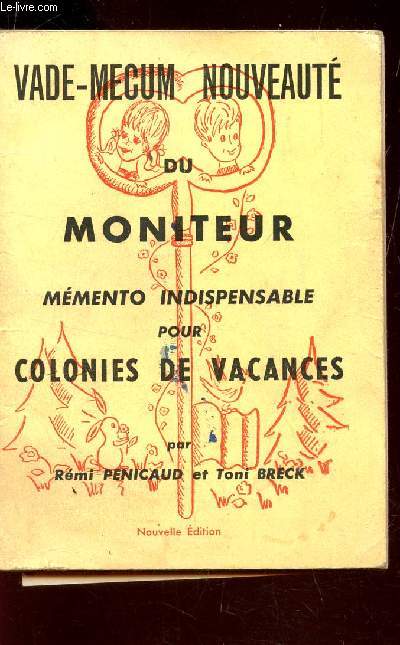 Le-livre.com
VADE-MECUM NOUVEAUTÉ
DU
MONITEUR
MÉMENTO INDISPENSABLE
POUR
COLONIES DE VACANCES
par
Rémi PENICAUD et Toni BRECK
Nouvelle Édition